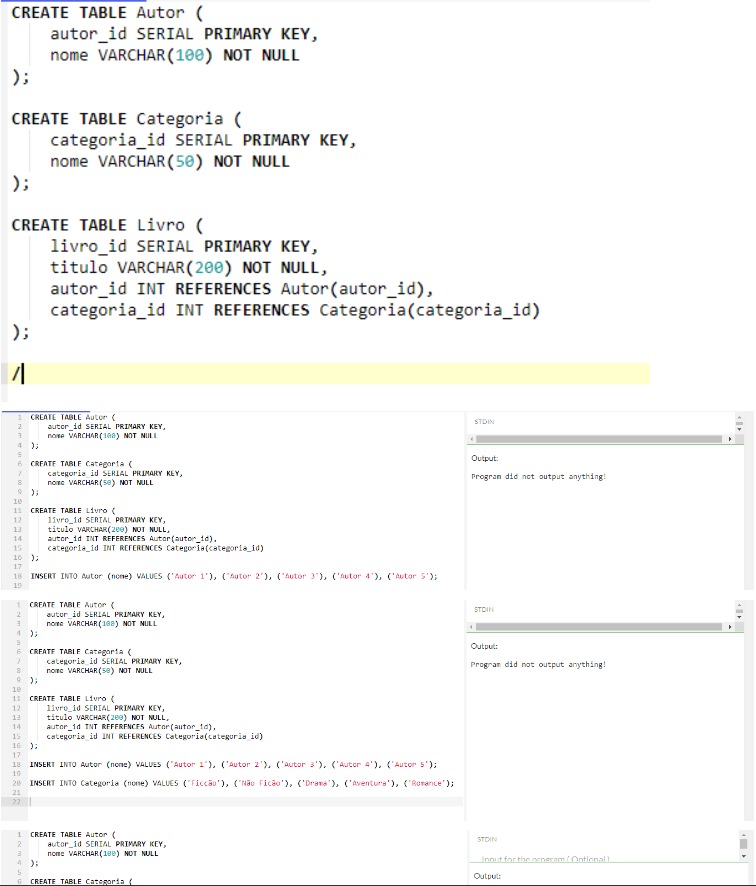 CREATE TABLE Autor (
autor_id SERIAL PRIMARY KEY,
nome VARCHAR(100) NOT NULL
);
CREATE TABLE Categoria (
categoria_id SERIAL PRIMARY KEY,
nome VARCHAR(50) NOT NULL
);
CREATE TABLE Livro (
livro_id SERIAL PRIMARY KEY,
titulo VARCHAR(200) NOT NULL,
autor_id INT REFERENCES Autor(autor_id),
categoria_id INT REFERENCES Categoria(categoria_id)
);
/
1 CREATE TABLE Autor (
2 autor_id SERIAL PRIMARY KEY,
3 nome VARCHAR(100) NOT NULL
4 );
5
6 CREATE TABLE Categoria (
7 categoria_id SERIAL PRIMARY KEY,
8 nome VARCHAR(50) NOT NULL
9 );
10
11 CREATE TABLE Livro (
12 livro_id SERIAL PRIMARY KEY,
13 titulo VARCHAR(200) NOT NULL,
14 autor_id INT REFERENCES Autor(autor_id),
15 categoria_id INT REFERENCES Categoria(categoria_id)
16 );
17
18 INSERT INTO Autor (nome) VALUES ('Autor 1'), ('Autor 2'), ('Autor 3'), ('Autor 4'), ('Autor 5');
19
STDIN
Output:
Program did not output anything!
1 CREATE TABLE Autor (
2 autor_id SERIAL PRIMARY KEY,
3 nome VARCHAR(100) NOT NULL
4 );
5
6 CREATE TABLE Categoria (
7 categoria_id SERIAL PRIMARY KEY,
8 nome VARCHAR(50) NOT NULL
9 );
10
11 CREATE TABLE Livro (
12 livro_id SERIAL PRIMARY KEY,
13 titulo VARCHAR(200) NOT NULL,
14 autor_id INT REFERENCES Autor(autor_id),
15 categoria_id INT REFERENCES Categoria(categoria_id)
16 );
17
18 INSERT INTO Autor (nome) VALUES ('Autor 1'), ('Autor 2'), ('Autor 3'), ('Autor 4'), ('Autor 5');
19
20 INSERT INTO Categoria (nome) VALUES ('Ficcão'), ('Não Ficão'), ('Drama'), ('Aventura'), ('Romance');
21
22
STDIN
Output:
Program did not output anything!
1 CREATE TABLE Autor (
2 autor_id SERIAL PRIMARY KEY,
3 nome VARCHAR(100) NOT NULL
4 );
5
6 CREATE TABLE Categoria (
STDIN
Input for the program (Optional)
Output: